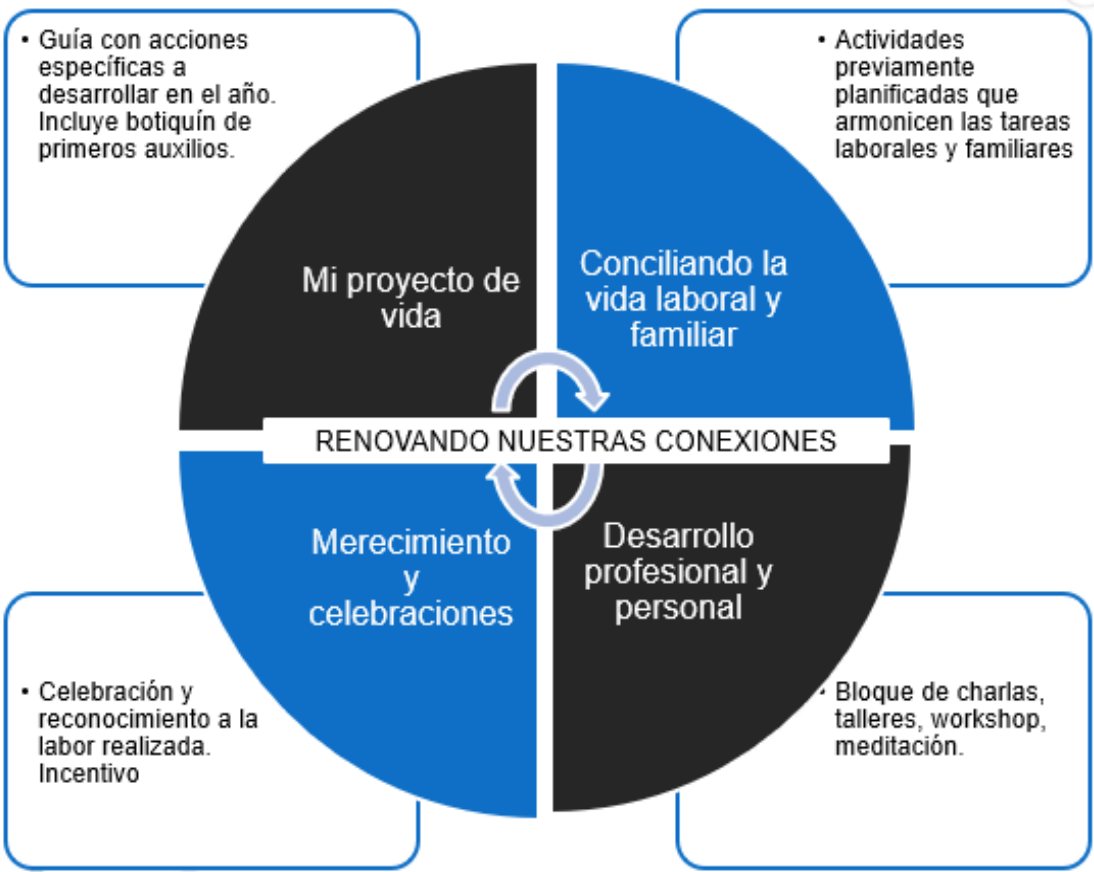 • Guía con acciones
específicas a
desarrollar en el año.
Incluye botiquín de
primeros auxilios.
• Actividades
previamente
planificadas que
armonicen las tareas
laborales y familiares
Mi proyecto de
vida
Conciliando la
vida laboral y
familiar
RENOVANDO NUESTRAS CONEXIONES
Merecimiento
y
celebraciones
Desarrollo
profesional y
personal
• Celebración y
reconocimiento a la
labor realizada.
Incentivo
• Bloque de charlas,
talleres, workshop,
meditación.